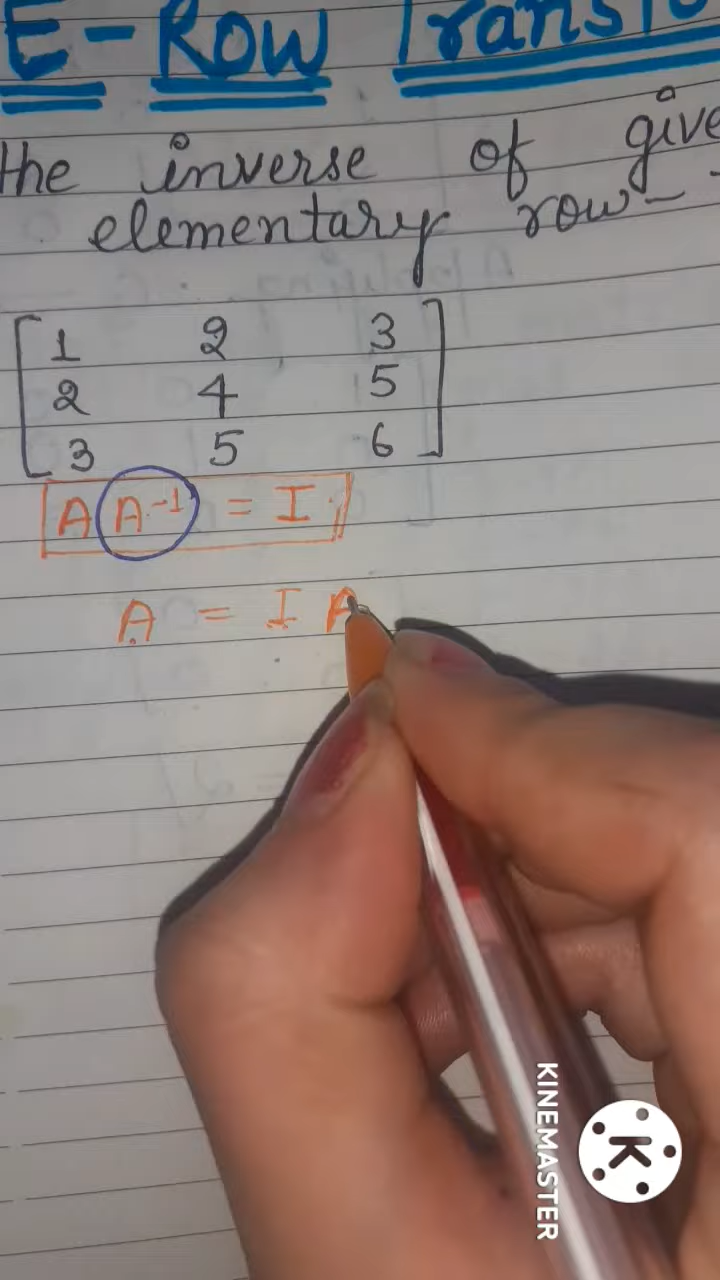 E-Row Transfo
the inverse of give
elementary row-
1 2 3
2 4 5
3 5 6
A A⁻¹ = I
A = I A
KINEMASTER